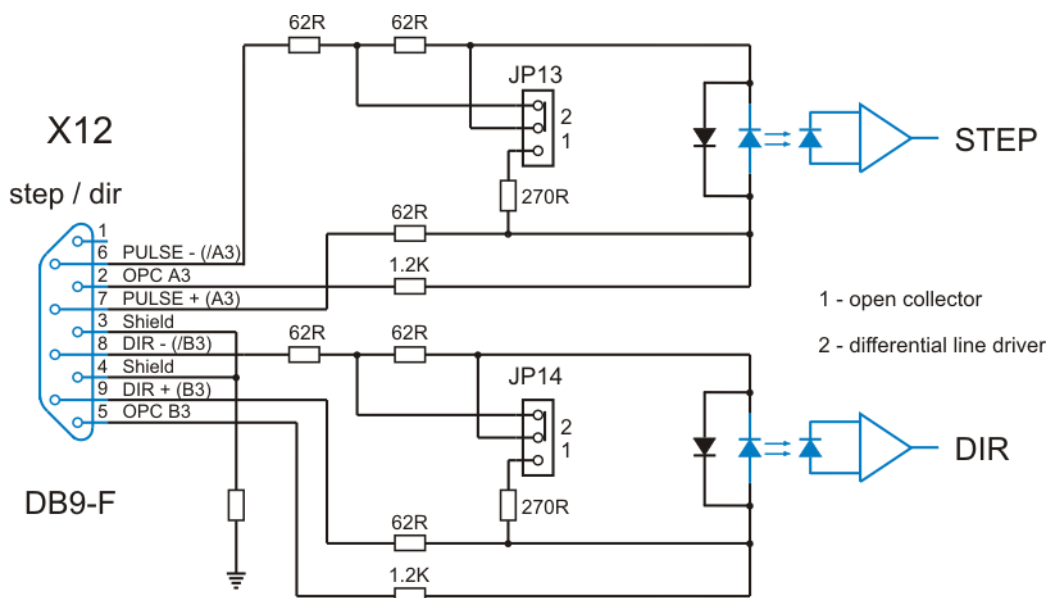 62R 62R
JP13
2
1
X12
STEP
step / dir
270R
62R
1
6 PULSE - (/A3)
2 OPC A3
1.2K
7 PULSE + (A3)
1 - open collector
3 Shield
62R 62R
8 DIR - (/B3)
2 - differential line driver
4 Shield
JP14
9 DIR + (B3)
5 OPC B3
2
1
DIR
DB9-F
270R
62R
1.2K